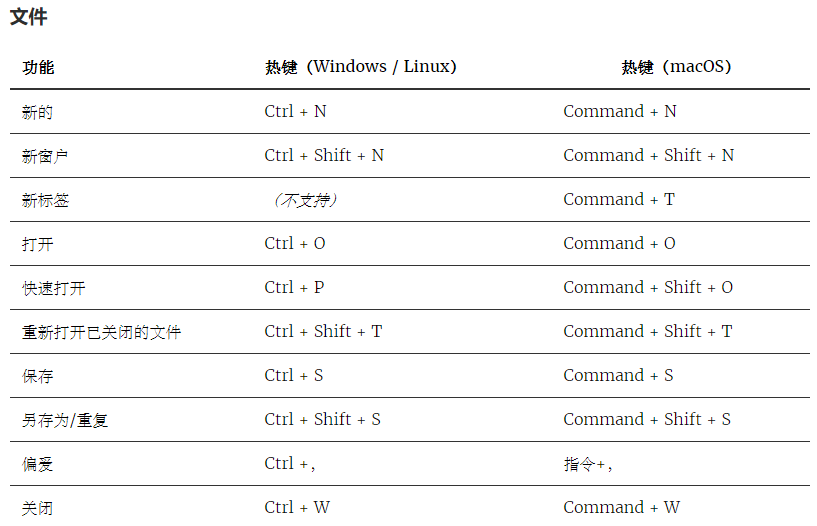 文件
功能 热键（Windows / Linux） 热键（macOS）
新的 Ctrl + N Command + N
新窗户 Ctrl + Shift + N Command + Shift + N
新标签 （不支持） Command + T
打开 Ctrl + O Command + O
快速打开 Ctrl + P Command + Shift + O
重新打开已关闭的文件 Ctrl + Shift + T Command + Shift + T
保存 Ctrl + S Command + S
另存为/重复 Ctrl + Shift + S Command + Shift + S
偏爱 Ctrl +， 指令+，
关闭 Ctrl + W Command + W